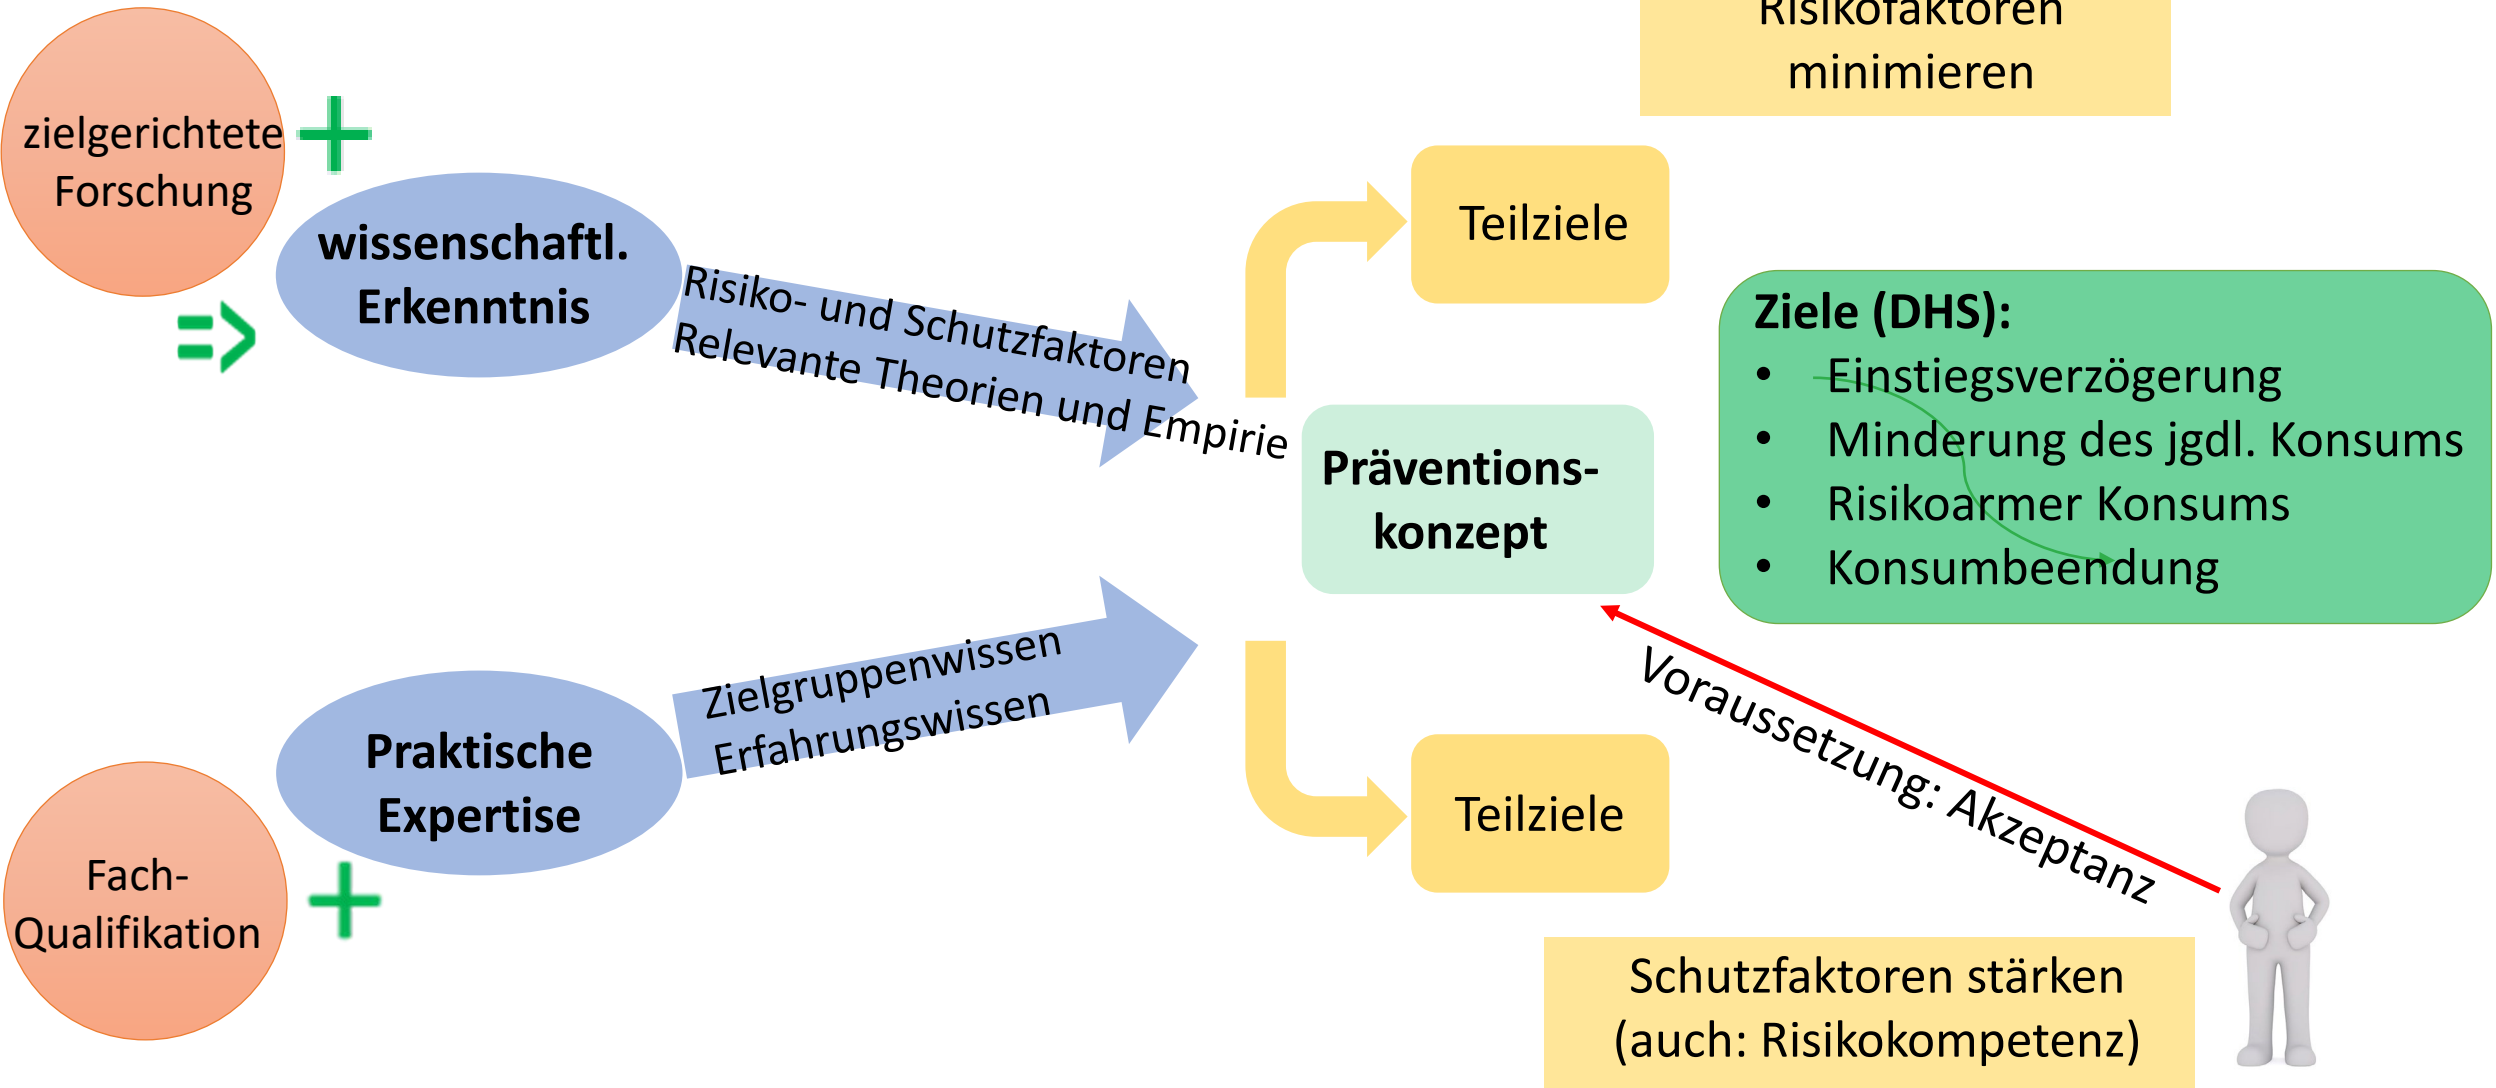 Risikofaktoren
minimieren
zielgerichtete
Forschung
+
=>
wissenschaftl.
Erkenntnis
Risiko- und Schutzfaktoren
Relevante Theorien und Empirie
Teilziele
Präventions-
konzept
Ziele (DHS):
• Einstiegsverzögerung
• Minderung des jgdl. Konsums
• Risikoarmer Konsums
• Konsumbeendung
Praktische
Expertise
Zielgruppenwissen
Erfahrungswissen
Fach-
Qualifikation
+
Teilziele
Voraussetzung: Akzeptanz
Schutzfaktoren stärken
(auch: Risikokompetenz)